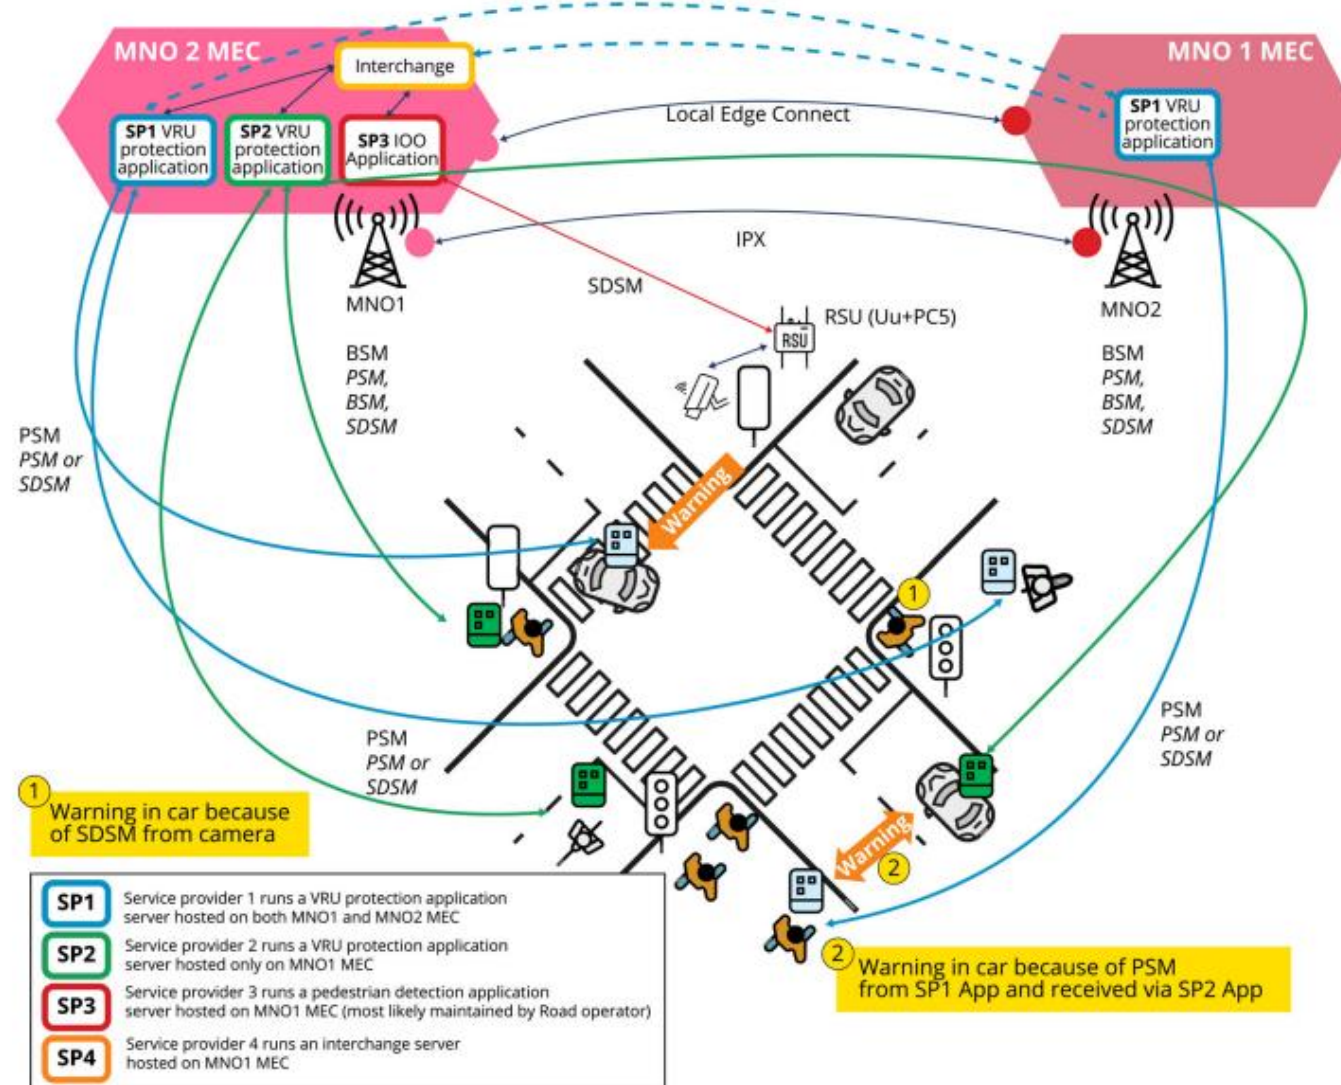 MNO 2 MEC
MNO 1 MEC
Interchange
SP1 VRU
protection
application
SP2 VRU
protection
application
SP3 IOO
Application
Local Edge Connect
SP1 VRU
protection
application
IPX
MNO1
MNO2
SDSM
RSU (Uu+PC5)
RSU
BSM
PSM,
BSM,
SDSM
BSM
PSM,
BSM,
SDSM
PSM
PSM or
SDSM
Warning
1
PSM
PSM or
SDSM
PSM
PSM or
SDSM
1
Warning in car because
of SDSM from camera
Warning
2
2
Warning in car because of PSM
from SP1 App and received via SP2 App
SP1
Service provider 1 runs a VRU protection application
server hosted on both MNO1 and MNO2 MEC
SP2
Service provider 2 runs a VRU protection application
server hosted only on MNO1 MEC
SP3
Service provider 3 runs a pedestrian detection application
server hosted on MNO1 MEC (most likely maintained by Road operator)
SP4
Service provider 4 runs an interchange server
hosted on MNO1 MEC